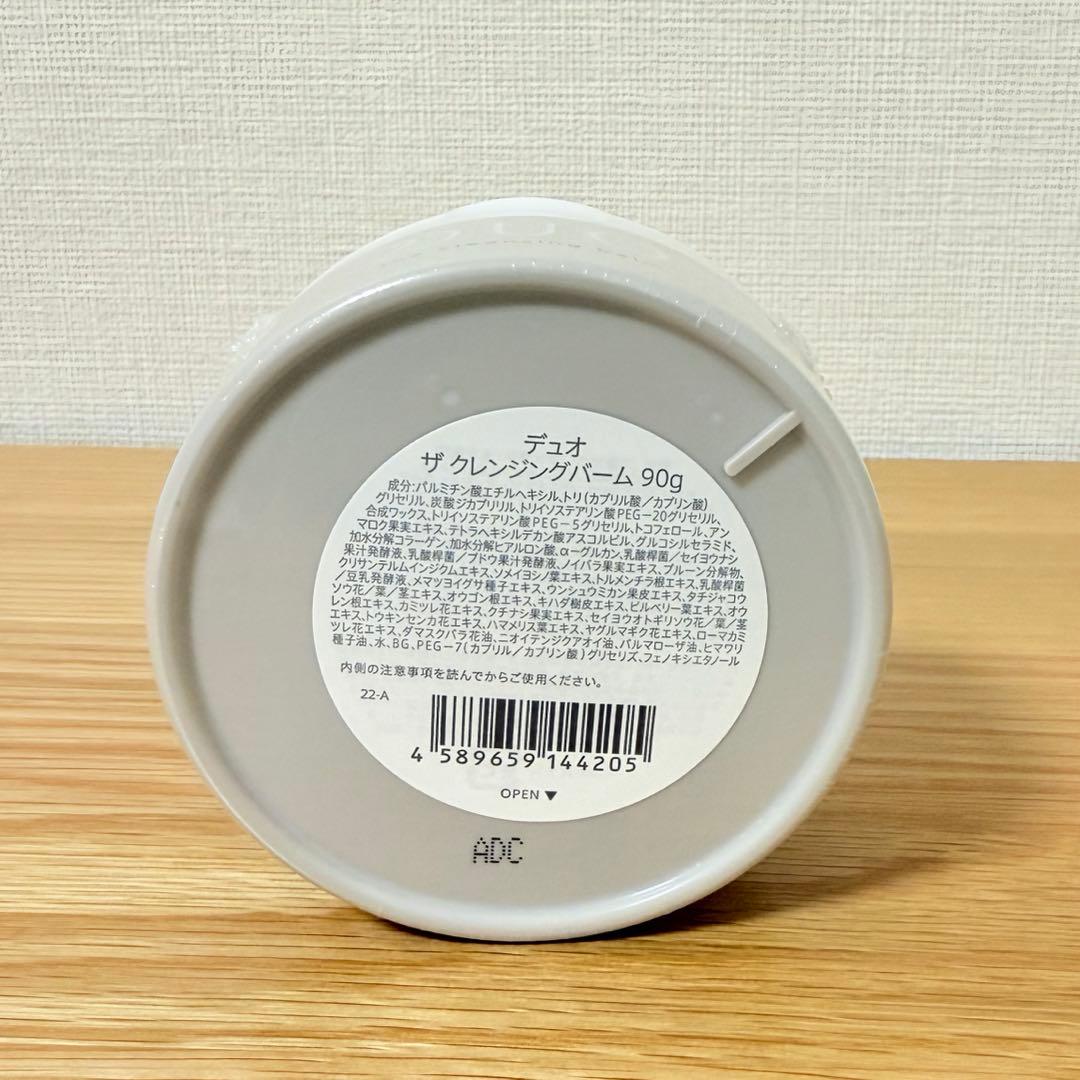 デュオ
ザ クレンジングバーム 90g
成分:パルミチン酸エチルヘキシル、トリ(カプリル酸/カプリン酸)
グリセリル、炭酸ジカプリリル、トリイソステアリン酸PEG-20グリセリル、
合成ワックス、トリイソステアリン酸PEG-5グリセリル、トコフェロール、アン
マロク果実エキス、テトラヘキシルデカン酸アスコルビル、グルコシルセラミド、
加水分解コラーゲン、加水分解ヒアルロン酸、α-グルカン、乳酸桿菌/セイヨウナシ
果汁発酵液、乳酸桿菌/ブドウ果汁発酵液、ノイバラ果実エキス、プルーン分解物、
クリサンテルムインジクムエキス、ソメイヨシノ葉エキス、トルメンチラ根エキス、乳酸桿菌
/豆乳発酵液、メマツヨイグサ種子エキス、ワンシュウミカン果皮エキス、タチジャコウ
ソウ花/葉/茎エキス、オウゴン根エキス、キハダ樹皮エキス、ビルベリー葉エキス、オウ
レン根エキス、カミツレ花エキス、クチナシ果実エキス、セイヨウオトギリソウ花/葉/茎
エキス、トウキンセンカ花エキス、ハマメリス葉エキス、ヤグルマギク花エキス、ローマカミ
ツレ花エキス、ダマスクバラ花油、ニオイテンジクアオイ油、パルマローザ油、ヒマワリ
種子油、水、BG、PEG-7(カプリル/カプリン酸)グリセリズ、フェノキシエタノール
内側の注意事項を読んでからご使用ください。
22-A
4 589659 144205
OPEN ▼
ADC